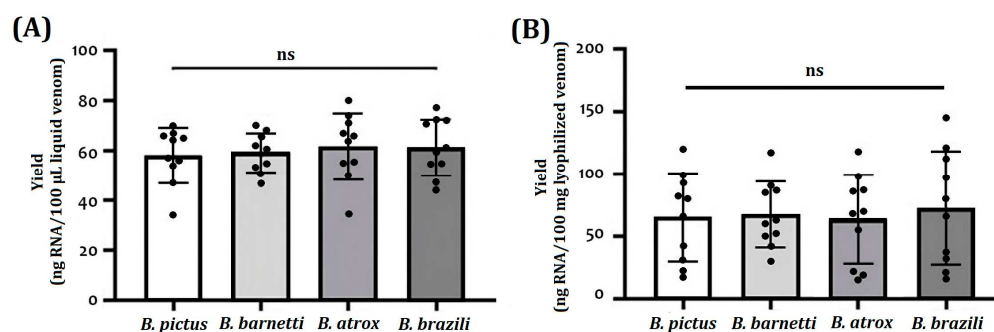 (A)
Yield
(ng RNA/100 µL liquid venom)
100
80
60
40
20
0
ns
B. pictus B. barnetti B. atrox B. brazili
(B)
Yield
(ng RNA/100 mg lyophilized venom)
200
150
100
50
0
ns
B. pictus B. barnetti B. atrox B. brazili